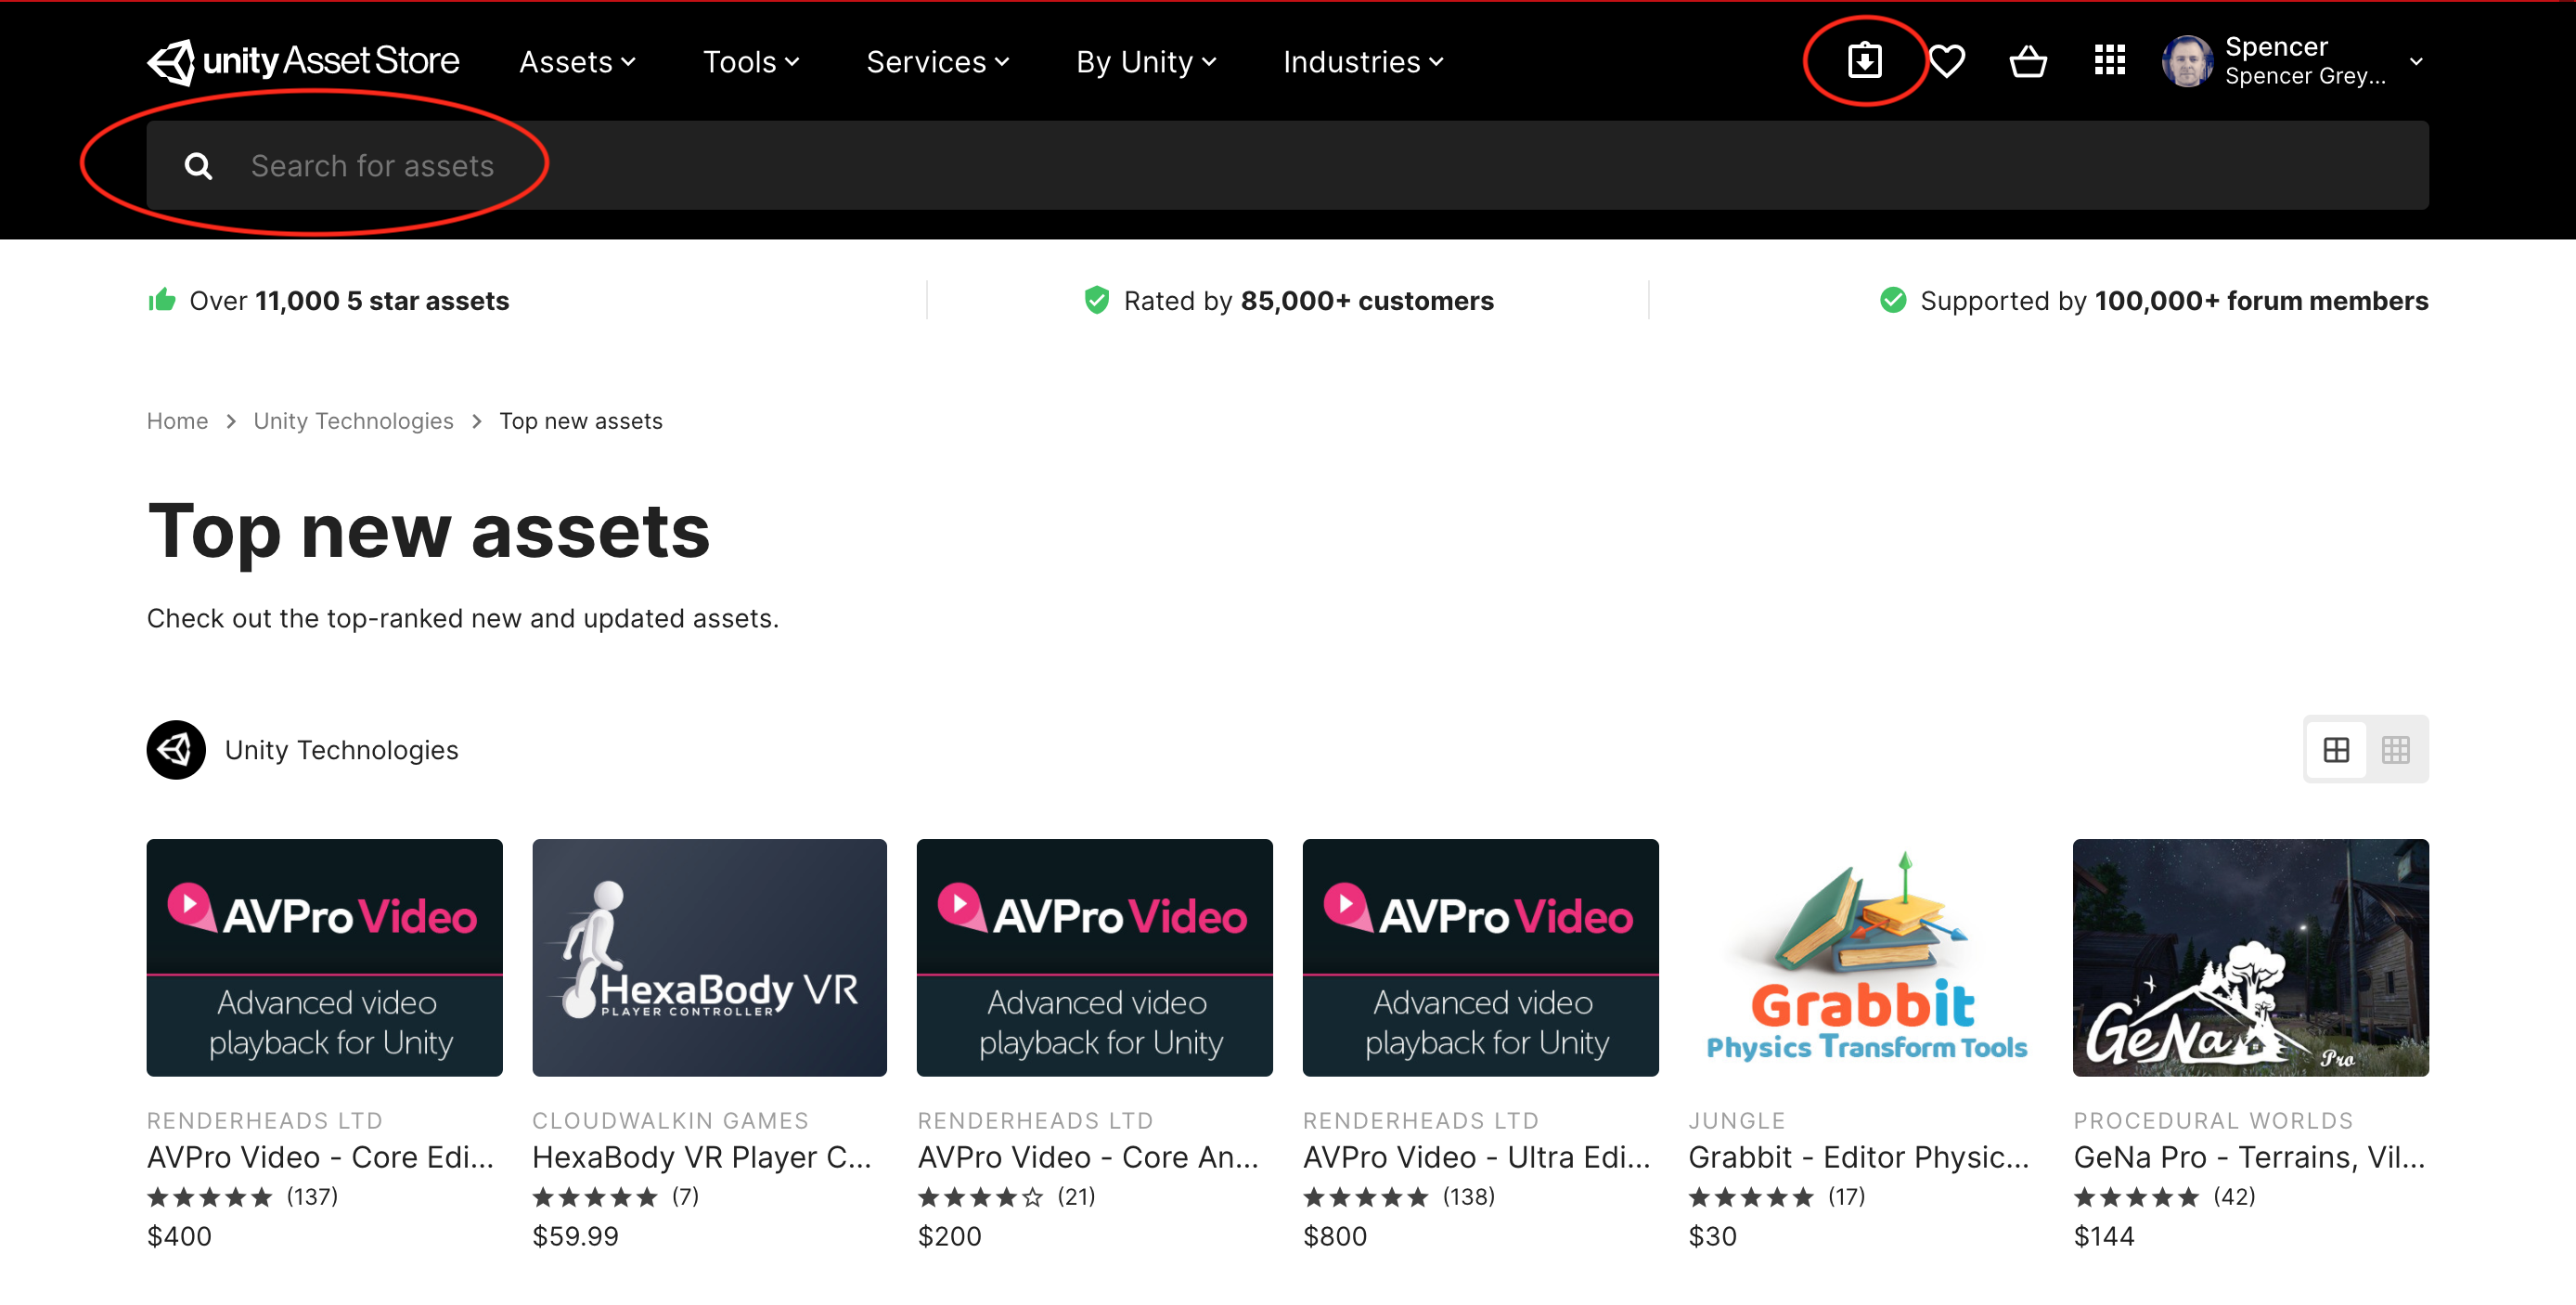 unity Asset Store
Assets
Tools
Services
By Unity
Industries
Spencer
Spencer Grey...
Search for assets
Over 11,000 5 star assets
Rated by 85,000+ customers
Supported by 100,000+ forum members
Home > Unity Technologies > Top new assets
Top new assets
Check out the top-ranked new and updated assets.
Unity Technologies
AVPro Video
Advanced video
playback for Unity
HexaBody VR
PLAYER CONTROLLER
AVPro Video
Advanced video
playback for Unity
AVPro Video
Advanced video
playback for Unity
Grabbit
Physics Transform Tools
GeNa
Pro
RENDERHEADS LTD
AVPro Video - Core Edi...
(137)
$400
CLOUDWALKIN GAMES
HexaBody VR Player C...
(7)
$59.99
RENDERHEADS LTD
AVPro Video - Core An...
(21)
$200
RENDERHEADS LTD
AVPro Video - Ultra Edi...
(138)
$800
JUNGLE
Grabbit - Editor Physic...
(17)
$30
PROCEDURAL WORLDS
GeNa Pro - Terrains, Vil...
(42)
$144